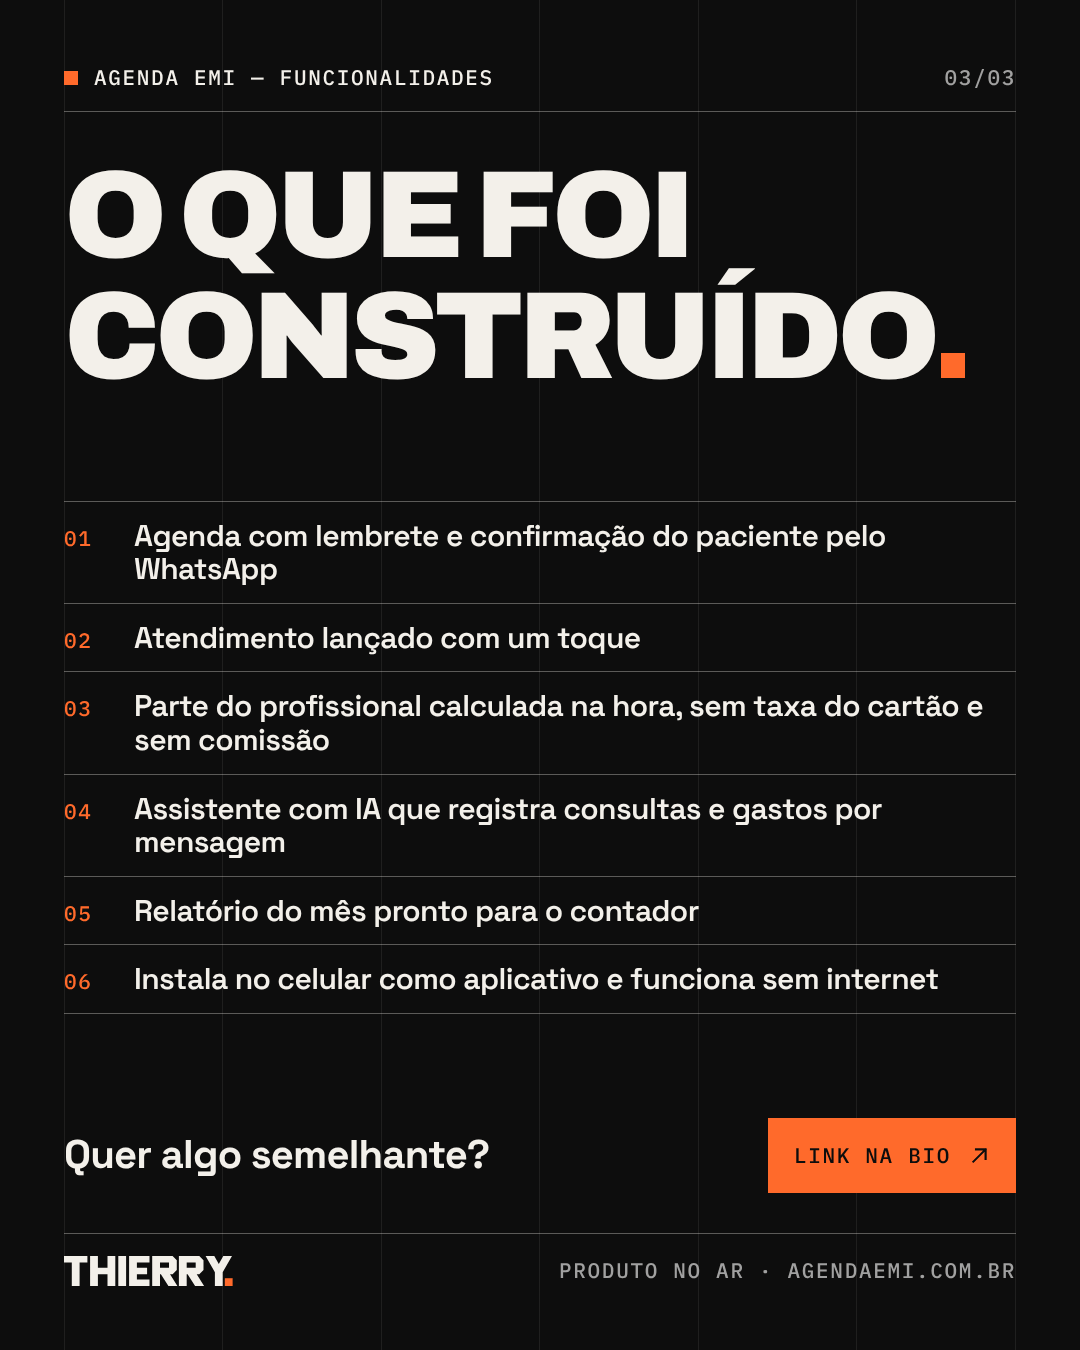 AGENDA EMI — FUNCIONALIDADES
03/03
O QUE FOI
CONSTRUÍDO.
01 Agenda com lembrete e confirmação do paciente pelo
WhatsApp
02 Atendimento lançado com um toque
03 Parte do profissional calculada na hora, sem taxa do cartão e
sem comissão
04 Assistente com IA que registra consultas e gastos por
mensagem
05 Relatório do mês pronto para o contador
06 Instala no celular como aplicativo e funciona sem internet
Quer algo semelhante?
LINK NA BIO ↗
THIERRY.
PRODUTO NO AR · AGENDAEMI.COM.BR